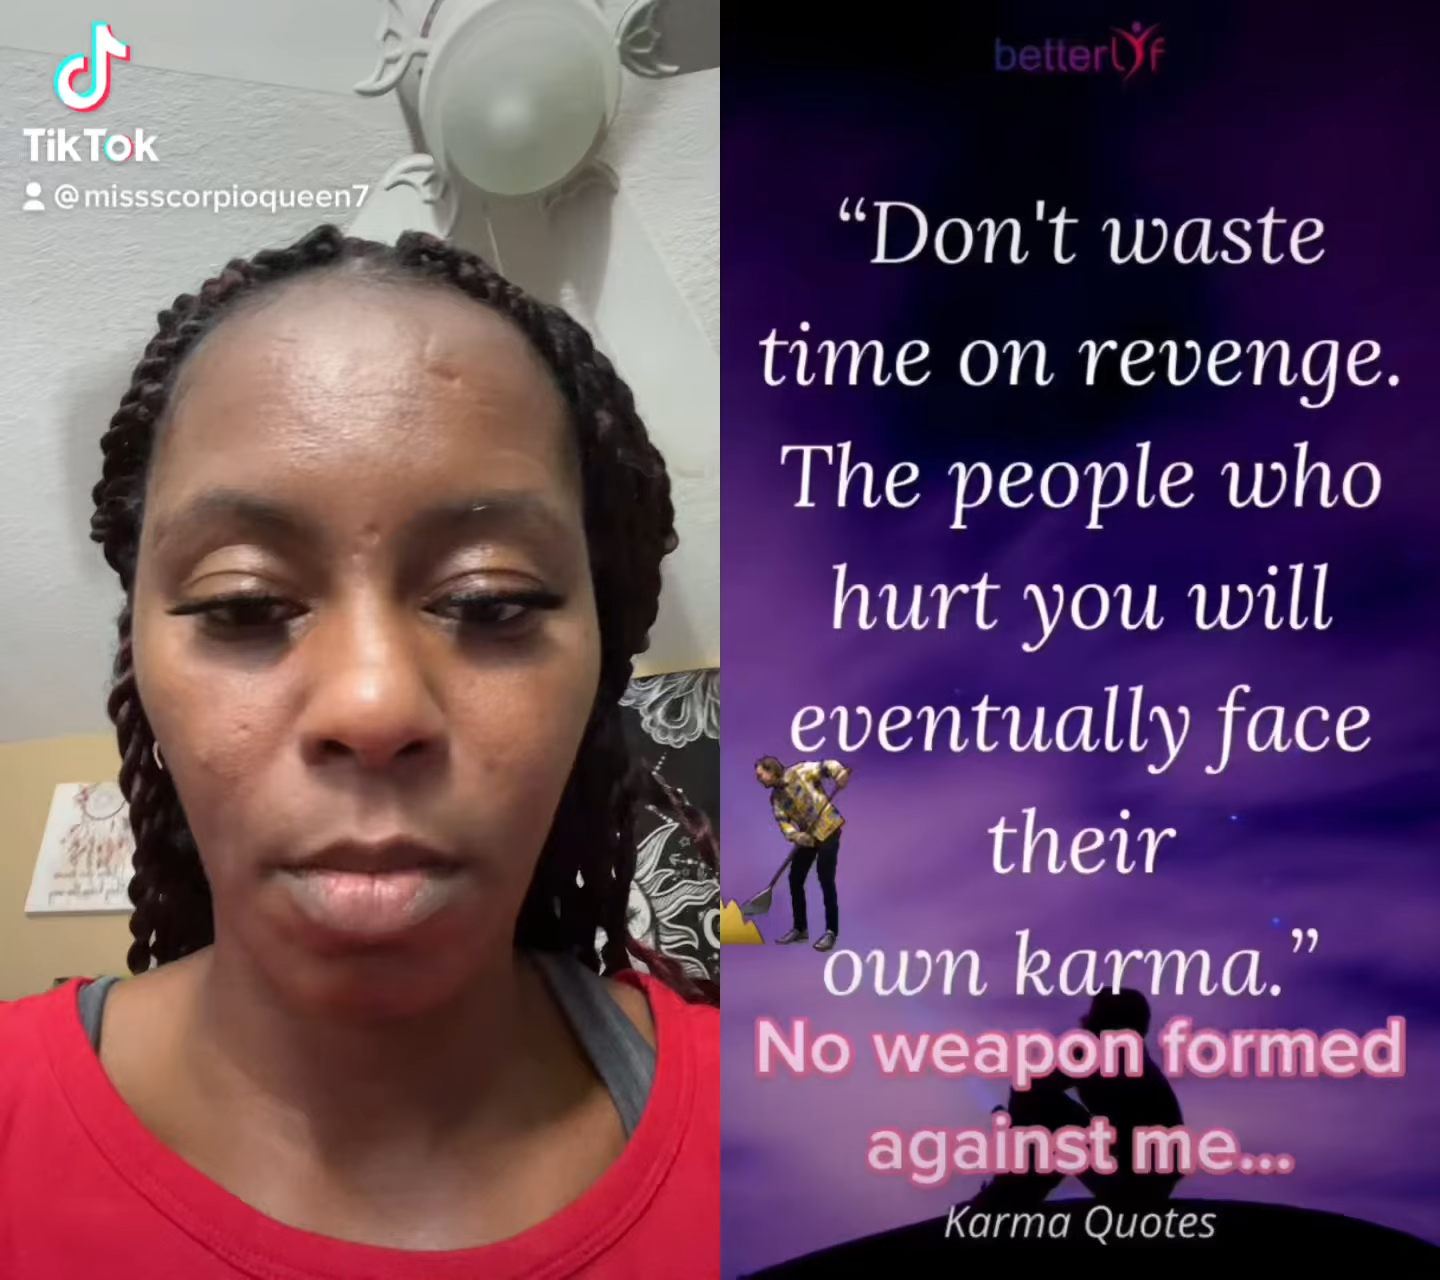 TikTok
@missscorpioqueen7
betterlyf
“Don't waste
time on revenge.
The people who
hurt you will
eventually face
their
own karma.”
No weapon formed
against me...
Karma Quotes